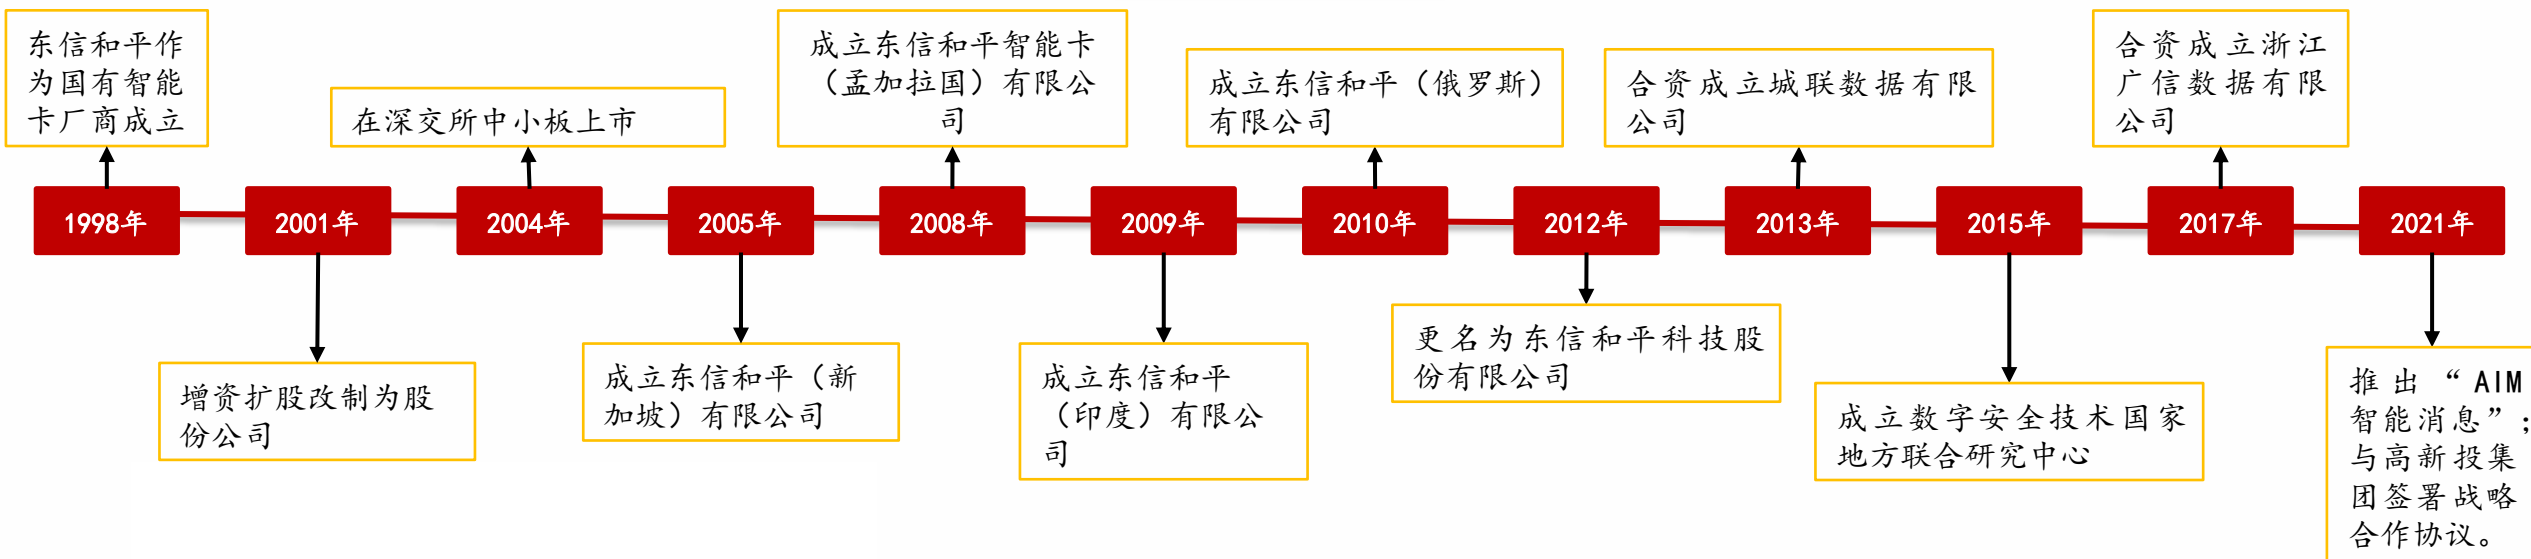 东信和平作
为国有智能
卡厂商成立
在深交所中小板上市
成立东信和平智能卡
（孟加拉国）有限公
司
成立东信和平（俄罗斯）
有限公司
合资成立城联数据有限
公司
合资成立浙江
广信数据有限
公司
1998年
2001年
2004年
2005年
2008年
2009年
2010年
2012年
2013年
2015年
2017年
2021年
增资扩股改制为股
份公司
成立东信和平（新
加坡）有限公司
成立东信和平
（印度）有限公
司
更名为东信和平科技股
份有限公司
成立数字安全技术国家
地方联合研究中心
推出“AIM
智能消息”；
与高新投集
团签署战略
合作协议。